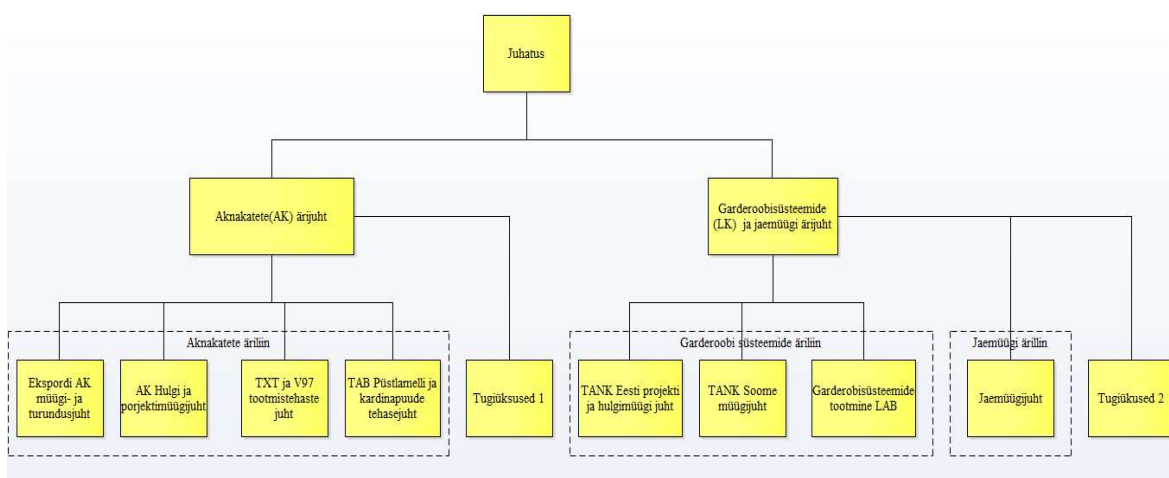 Juhatus
Aknakatete(AK) ärijuht
Garderoobisüsteemide
(LK) ja jaemüügi ärijuht
Aknakatete äriliin
Garderoobi süsteemide äriliin
Jaemüügi ärillin
Ekspordi AK
müügi- ja
turundusjuht
AK Hulgi ja
porjektimüügijuht
TXT ja V97
tootmistehaste
juht
TAB Püstlamelli ja
kardinapuude
tehasejuht
Tugiüksused 1
TANK Eesti projekti
ja hulgimüügi juht
TANK Soome
müügijuht
Garderobisüsteemide
tootmine LAB
Jaemüügijuht
Tugiükused 2